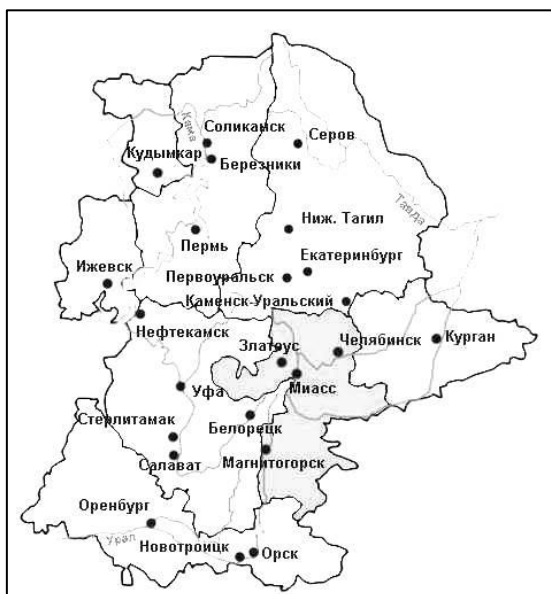 Кама
Соликамск
Серов
Кудымкар
Березники
Тавда
Ниж. Тагил
Пермь
Екатеринбург
Ижевск
Первоуральск
Каменск-Уральский
Нефтекамск
Златоус
Челябинск
Курган
Миасс
Уфа
Стерлитамак
Белорецк
Салават
Магнитогорск
Оренбург
Урал
Новотроицк
Орск